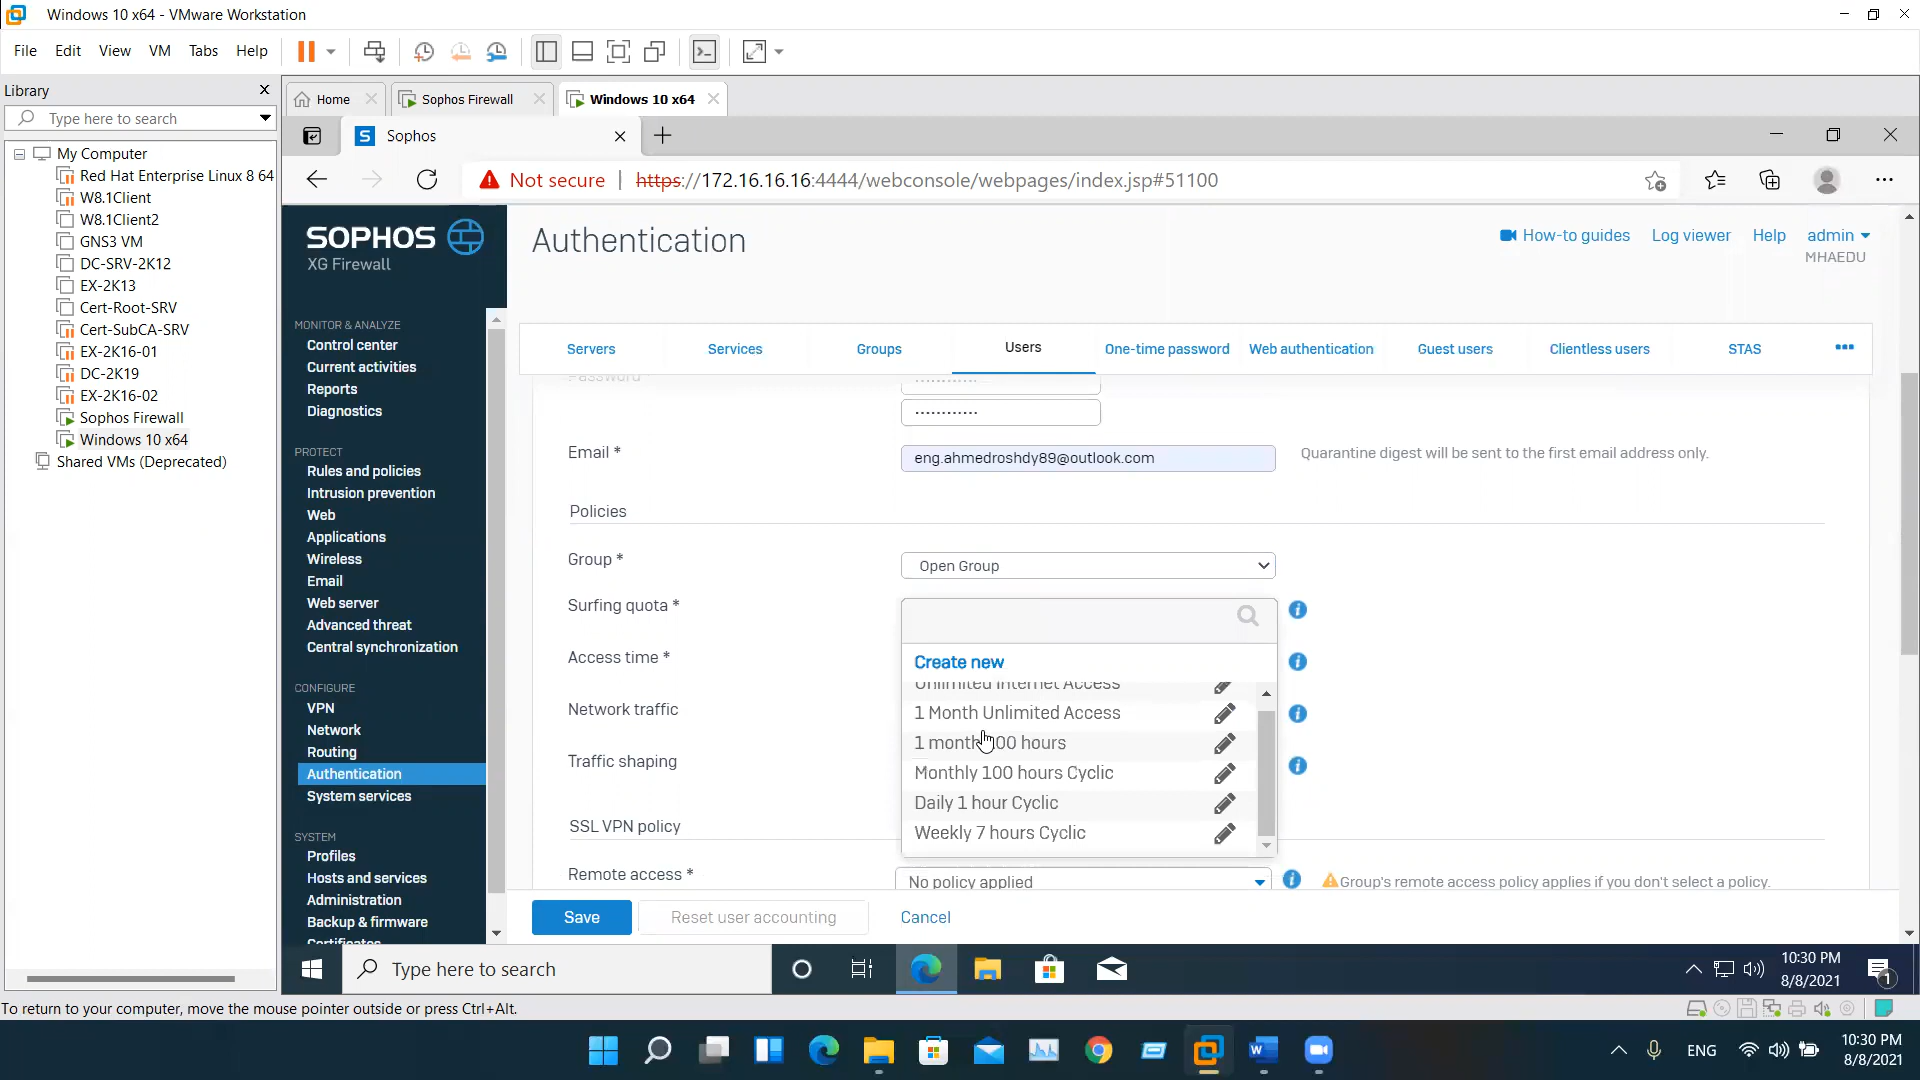 Windows 10 x64 - VMware Workstation
File Edit View VM Tabs Help
Library
Type here to search
My Computer
Red Hat Enterprise Linux 8 64
W8.1Client
W8.1Client2
GNS3 VM
DC-SRV-2K12
EX-2K13
Cert-Root-SRV
Cert-SubCA-SRV
EX-2K16-01
DC-2K19
EX-2K16-02
Sophos Firewall
Windows 10 x64
Shared VMs (Deprecated)
Home
Sophos Firewall
Windows 10 x64
Sophos
Not secure | https://172.16.16.16:4444/webconsole/webpages/index.jsp#51100
SOPHOS
XG Firewall
MONITOR & ANALYZE
Control center
Current activities
Reports
Diagnostics
PROTECT
Rules and policies
Intrusion prevention
Web
Applications
Wireless
Email
Web server
Advanced threat
Central synchronization
CONFIGURE
VPN
Network
Routing
Authentication
System services
SYSTEM
Profiles
Hosts and services
Administration
Backup & firmware
Certificates
Authentication
How-to guides Log viewer Help admin
MHAEDU
Servers Services Groups Users One-time password Web authentication Guest users Clientless users STAS
Password *
Email * eng.ahmedroshdy89@outlook.com Quarantine digest will be sent to the first email address only.
Policies
Group * Open Group
Surfing quota *
Access time *
Network traffic
Traffic shaping
Create new
Unlimited Internet Access
1 Month Unlimited Access
1 month 100 hours
Monthly 100 hours Cyclic
Daily 1 hour Cyclic
Weekly 7 hours Cyclic
SSL VPN policy
Remote access * No policy applied Group's remote access policy applies if you don't select a policy.
Save Reset user accounting Cancel
Type here to search
10:30 PM
8/8/2021
1
To return to your computer, move the mouse pointer outside or press Ctrl+Alt.
ENG
10:30 PM
8/8/2021